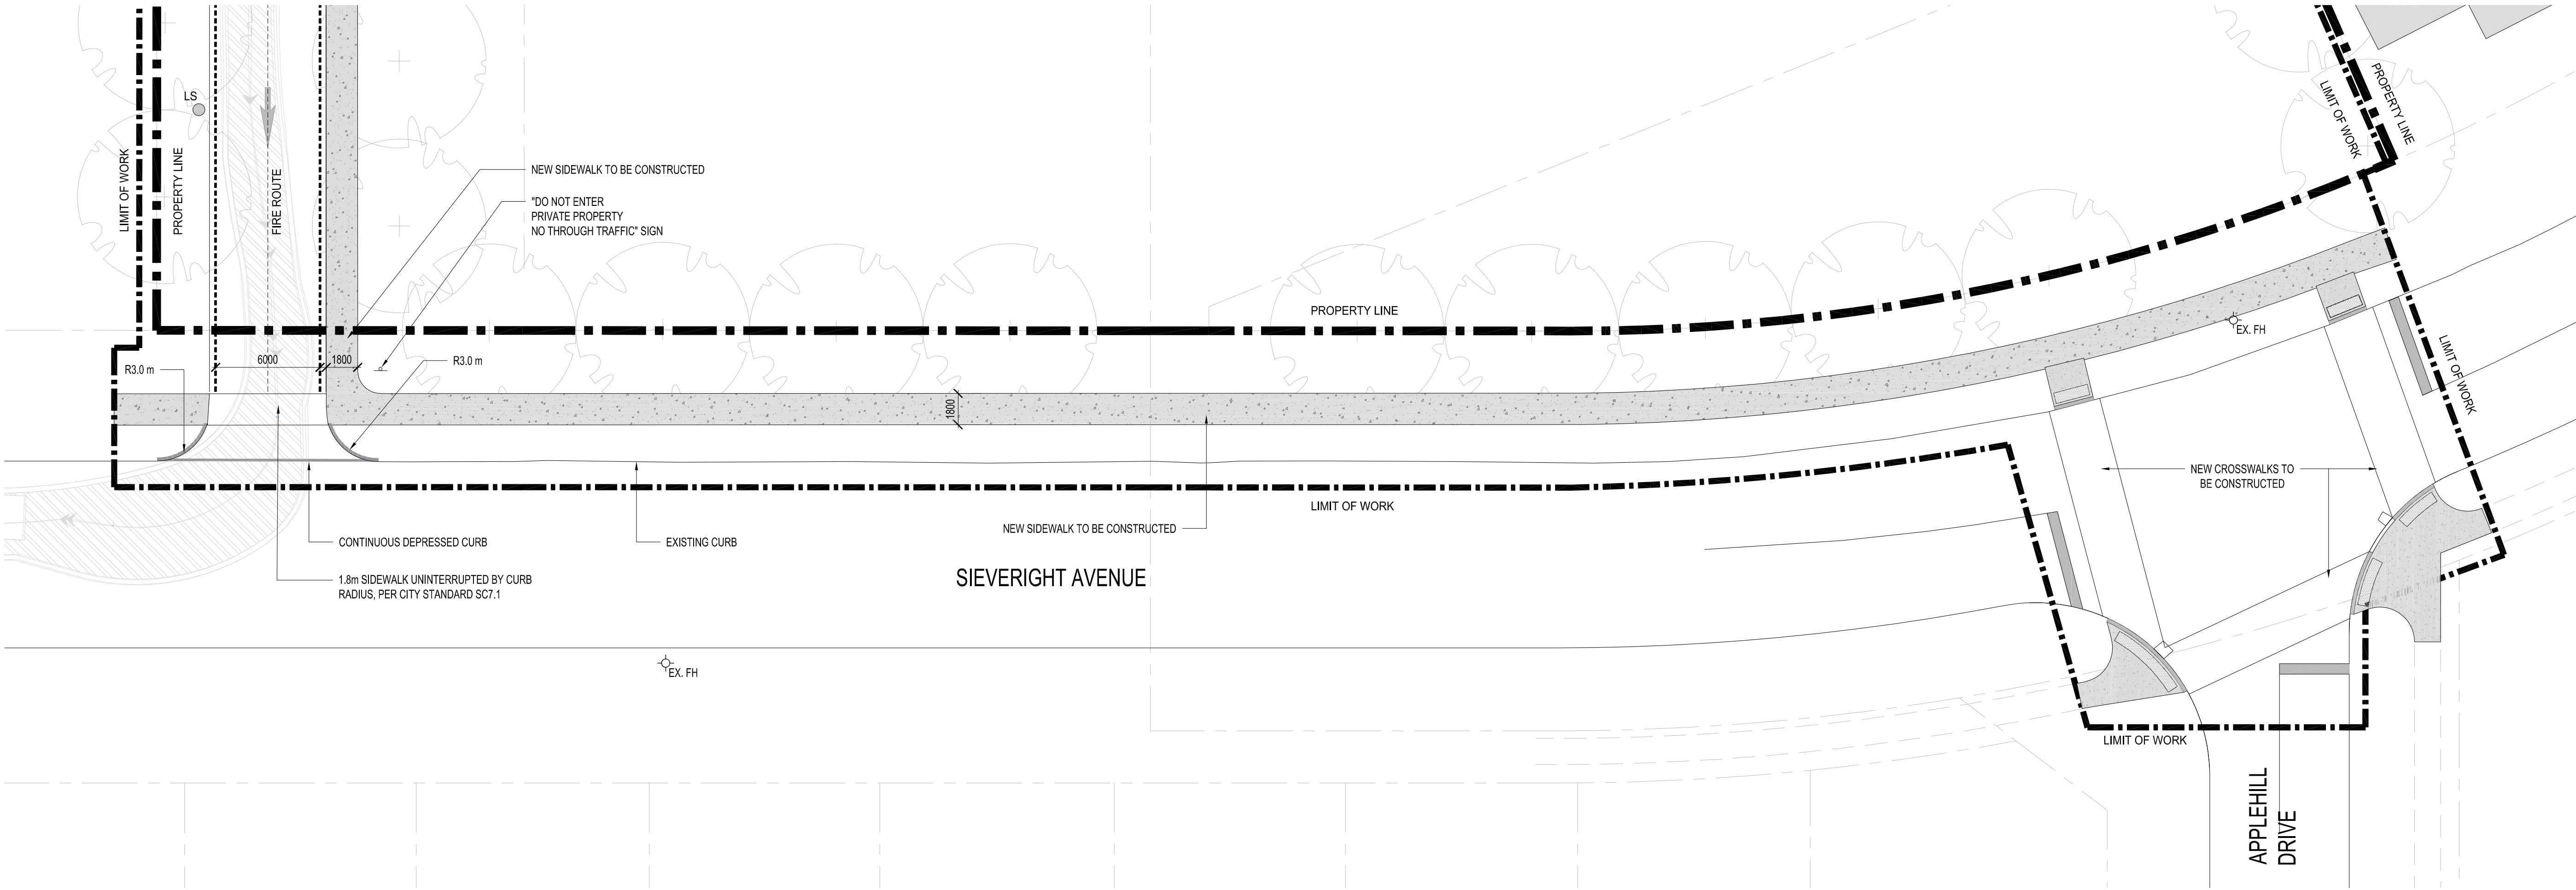 LS
LIMIT OF WORK
PROPERTY LINE
FIRE ROUTE
NEW SIDEWALK TO BE CONSTRUCTED
"DO NOT ENTER
PRIVATE PROPERTY
NO THROUGH TRAFFIC" SIGN
LIMIT OF WORK
PROPERTY LINE
PROPERTY LINE
EX. FH
R3.0 m
6000
1800
R3.0 m
LIMIT OF WORK
1800
NEW CROSSWALKS TO
BE CONSTRUCTED
LIMIT OF WORK
NEW SIDEWALK TO BE CONSTRUCTED
CONTINUOUS DEPRESSED CURB
EXISTING CURB
1.8m SIDEWALK UNINTERRUPTED BY CURB
RADIUS, PER CITY STANDARD SC7.1
SIEVERIGHT AVENUE
EX. FH
LIMIT OF WORK
APPLEHILL
DRIVE